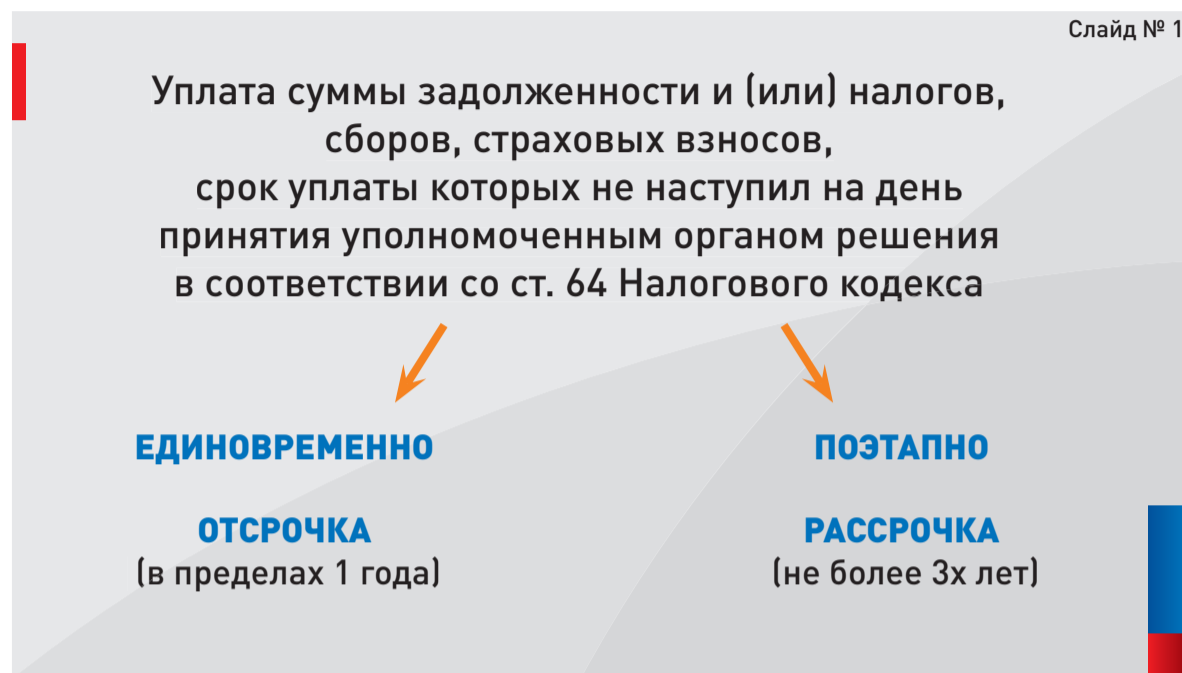 Слайд № 1
Уплата суммы задолженности и (или) налогов,
сборов, страховых взносов,
срок уплаты которых не наступил на день
принятия уполномоченным органом решения
в соответствии со ст. 64 Налогового кодекса
ЕДИНОВРЕМЕННО
ПОЭТАПНО
ОТСРОЧКА
РАССРОЧКА
(в пределах 1 года)
(не более 3х лет)